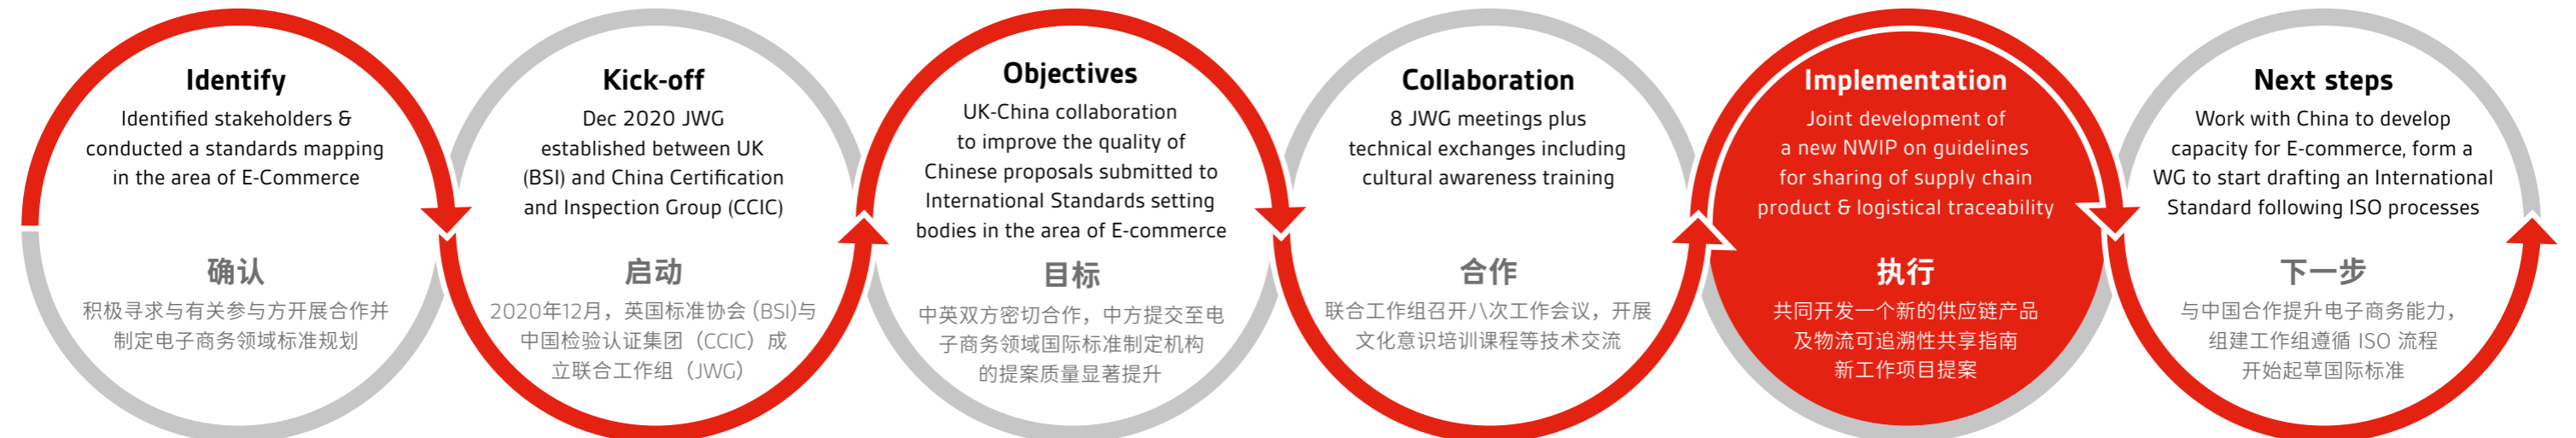 Identify
Identified stakeholders &
conducted a standards mapping
in the area of E-Commerce
确认
积极寻求与有关参与方开展合作并
制定电子商务领域标准规划
Kick-off
Dec 2020 JWG
established between UK
(BSI) and China Certification
and Inspection Group (CCIC)
启动
2020年12月，英国标准协会 (BSI)与
中国检验认证集团（CCIC）成
立联合工作组（JWG）
Objectives
UK-China collaboration
to improve the quality of
Chinese proposals submitted to
International Standards setting
bodies in the area of E-commerce
目标
中英双方密切合作，中方提交至电
子商务领域国际标准制定机构
的提案质量显著提升
Collaboration
8 JWG meetings plus
technical exchanges including
cultural awareness training
合作
联合工作组召开八次工作会议，开展
文化意识培训课程等技术交流
Implementation
Joint development of
a new NWIP on guidelines
for sharing of supply chain
product & logistical traceability
执行
共同开发一个新的供应链产品
及物流可追溯性共享指南
新工作项目提案
Next steps
Work with China to develop
capacity for E-commerce, form a
WG to start drafting an International
Standard following ISO processes
下一步
与中国合作提升电子商务能力，
组建工作组遵循 ISO 流程
开始起草国际标准